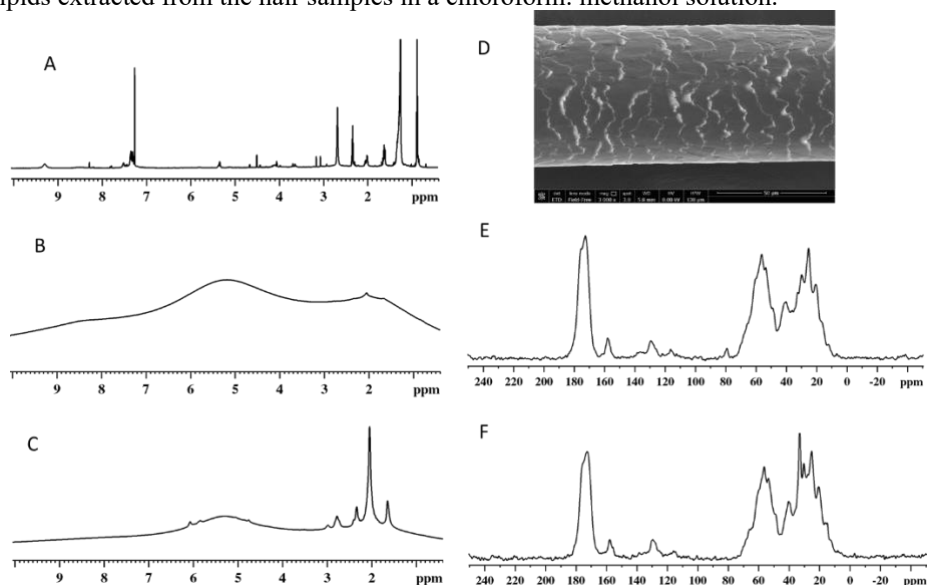 lipids extracted from the hair samples in a chloroform: methanol solution.
A
9 8 7 6 5 4 3 2 ppm
B
9 8 7 6 5 4 3 2 ppm
C
9 8 7 6 5 4 3 2 ppm
D
E
240 220 200 180 160 140 120 100 80 60 40 20 0 -20 ppm
F
240 220 200 180 160 140 120 100 80 60 40 20 0 -20 ppm